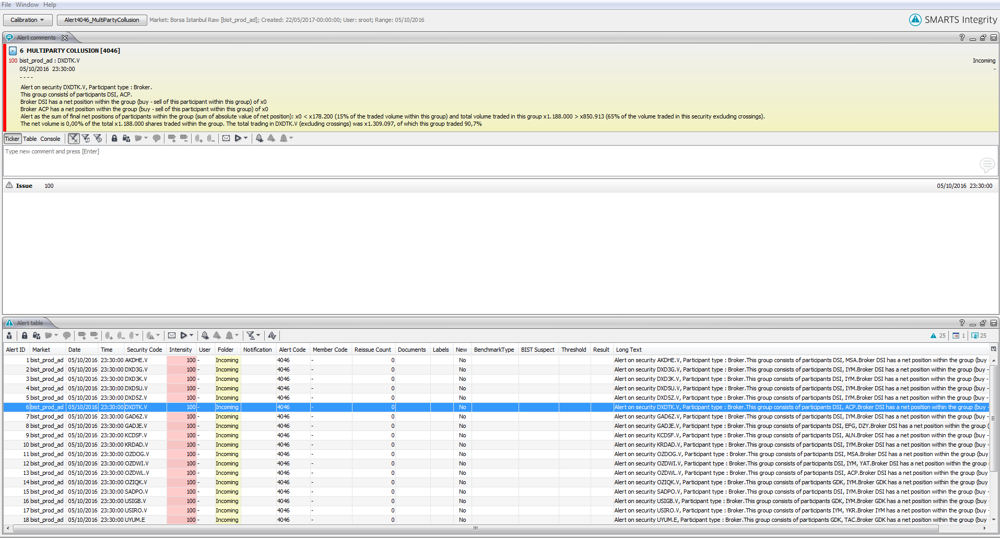 File Window Help
Calibration Alert4046_MultiPartyCollusion Market: Borsa Istanbul Raw [bist_prod_ad]; Created: 22/05/2017-00:00:00; User: sroot; Range: 05/10/2016 SMARTS Integrity
Alert comments
6 MULTIPARTY COLLUSION [4046]
100 bist_prod_ad : DXDTK.V Incoming
05/10/2016 23:30:00 -
- - - -
Alert on security DXDTK.V, Participant type : Broker.
This group consists of participants DSI, ACP.
Broker DSI has a net position within the group (buy - sell of this participant within this group) of x0
Broker ACP has a net position within the group (buy - sell of this participant within this group) of x0
Alert as the sum of final net positions of participants within the group (sum of absolute value of net position): x0 < x178.200 (15% of the traded volume within this group) and total volume traded in this group x1.188.000 > x850.913 (65% of the volume traded in this security excluding crossings).
The net volume is 0,00% of the total x1.188.000 shares traded within the group. The total trading in DXDTK.V (excluding crossings) was x1.309.097, of which this group traded 90,7%
Ticker Table Console
Type new comment and press [Enter]
Issue 100 05/10/2016 23:30:00
Alert table
25 1 25
Alert ID Market Date Time Security Code Intensity User Folder Notification Alert Code Member Code Reissue Count Documents Labels New BenchmarkType BIST Suspect Threshold Result Long Text
1 bist_prod_ad 05/10/2016 23:30:00 AKDHE.V 100 - Incoming 4046 - 0 No Alert on security AKDHE.V, Participant type : Broker.This group consists of participants DSI, MSA.Broker DSI has a net position within the group (buy -
2 bist_prod_ad 05/10/2016 23:30:00 DXD3G.V 100 - Incoming 4046 - 0 No Alert on security DXD3G.V, Participant type : Broker.This group consists of participants DSI, IYM.Broker DSI has a net position within the group (buy -
3 bist_prod_ad 05/10/2016 23:30:00 DXD3K.V 100 - Incoming 4046 - 0 No Alert on security DXD3K.V, Participant type : Broker.This group consists of participants DSI, IYM.Broker DSI has a net position within the group (buy -
4 bist_prod_ad 05/10/2016 23:30:00 DXD5U.V 100 - Incoming 4046 - 0 No Alert on security DXD5U.V, Participant type : Broker.This group consists of participants DSI, IYM.Broker DSI has a net position within the group (buy -
5 bist_prod_ad 05/10/2016 23:30:00 DXD5Z.V 100 - Incoming 4046 - 0 No Alert on security DXD5Z.V, Participant type : Broker.This group consists of participants DSI, IYM.Broker DSI has a net position within the group (buy -
6 bist_prod_ad 05/10/2016 23:30:00 DXDTK.V 100 - Incoming 4046 - 0 No Alert on security DXDTK.V, Participant type : Broker.This group consists of participants DSI, ACP.Broker DSI has a net position within the group (buy -
7 bist_prod_ad 05/10/2016 23:30:00 GAD6Z.V 100 - Incoming 4046 - 0 No Alert on security GAD6Z.V, Participant type : Broker.This group consists of participants DSI, IYM.Broker DSI has a net position within the group (buy -
8 bist_prod_ad 05/10/2016 23:30:00 GADJE.V 100 - Incoming 4046 - 0 No Alert on security GADJE.V, Participant type : Broker.This group consists of participants DSI, EFG, DZY.Broker DSI has a net position within the group (
9 bist_prod_ad 05/10/2016 23:30:00 KCDSF.V 100 - Incoming 4046 - 0 No Alert on security KCDSF.V, Participant type : Broker.This group consists of participants DSI, ALN.Broker DSI has a net position within the group (buy -
10 bist_prod_ad 05/10/2016 23:30:00 KRDAD.V 100 - Incoming 4046 - 0 No Alert on security KRDAD.V, Participant type : Broker.This group consists of participants DSI, IYM.Broker DSI has a net position within the group (buy -
11 bist_prod_ad 05/10/2016 23:30:00 OZDOG.V 100 - Incoming 4046 - 0 No Alert on security OZDOG.V, Participant type : Broker.This group consists of participants DSI, MSA.Broker DSI has a net position within the group (buy
12 bist_prod_ad 05/10/2016 23:30:00 OZDWI.V 100 - Incoming 4046 - 0 No Alert on security OZDWI.V, Participant type : Broker.This group consists of participants DSI, IYM, YAT.Broker DSI has a net position within the group
13 bist_prod_ad 05/10/2016 23:30:00 OZDWL.V 100 - Incoming 4046 - 0 No Alert on security OZDWL.V, Participant type : Broker.This group consists of participants DSI, ACP.Broker DSI has a net position within the group (buy
14 bist_prod_ad 05/10/2016 23:30:00 OZIQK.V 100 - Incoming 4046 - 0 No Alert on security OZIQK.V, Participant type : Broker.This group consists of participants GDK, IYM.Broker GDK has a net position within the group (buy
15 bist_prod_ad 05/10/2016 23:30:00 SADPO.V 100 - Incoming 4046 - 0 No Alert on security SADPO.V, Participant type : Broker.This group consists of participants DSI, IYM.Broker DSI has a net position within the group (buy -
16 bist_prod_ad 05/10/2016 23:30:00 USIGB.V 100 - Incoming 4046 - 0 No Alert on security USIGB.V, Participant type : Broker.This group consists of participants GDK, IYM.Broker GDK has a net position within the group (buy
17 bist_prod_ad 05/10/2016 23:30:00 USIRO.V 100 - Incoming 4046 - 0 No Alert on security USIRO.V, Participant type : Broker.This group consists of participants IYM, YKR.Broker IYM has a net position within the group (buy
18 bist_prod_ad 05/10/2016 23:30:00 UYUM.E 100 - Incoming 4046 - 0 No Alert on security UYUM.E, Participant type : Broker.This group consists of participants GDK, TAC.Broker GDK has a net position within the group (buy